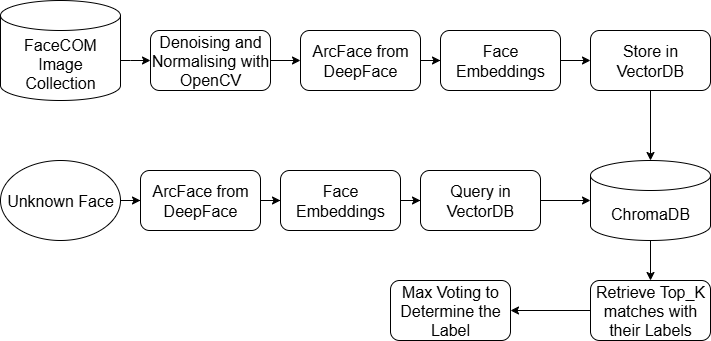 FaceCOM
Image
Collection
Denoising and
Normalising with
OpenCV
ArcFace from
DeepFace
Face
Embeddings
Store in
VectorDB
Unknown Face
ArcFace from
DeepFace
Face
Embeddings
Query in
VectorDB
ChromaDB
Max Voting to
Determine the
Label
Retrieve Top_K
matches with
their Labels